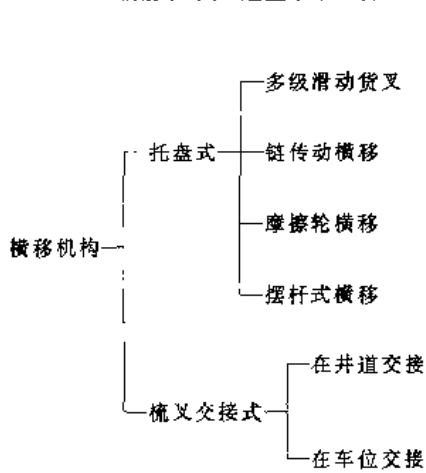 多级滑动货叉
托盘式
链传动横移
横移机构
摩擦轮横移
摆杆式横移
在井道交接
梳叉交接式
在车位交接